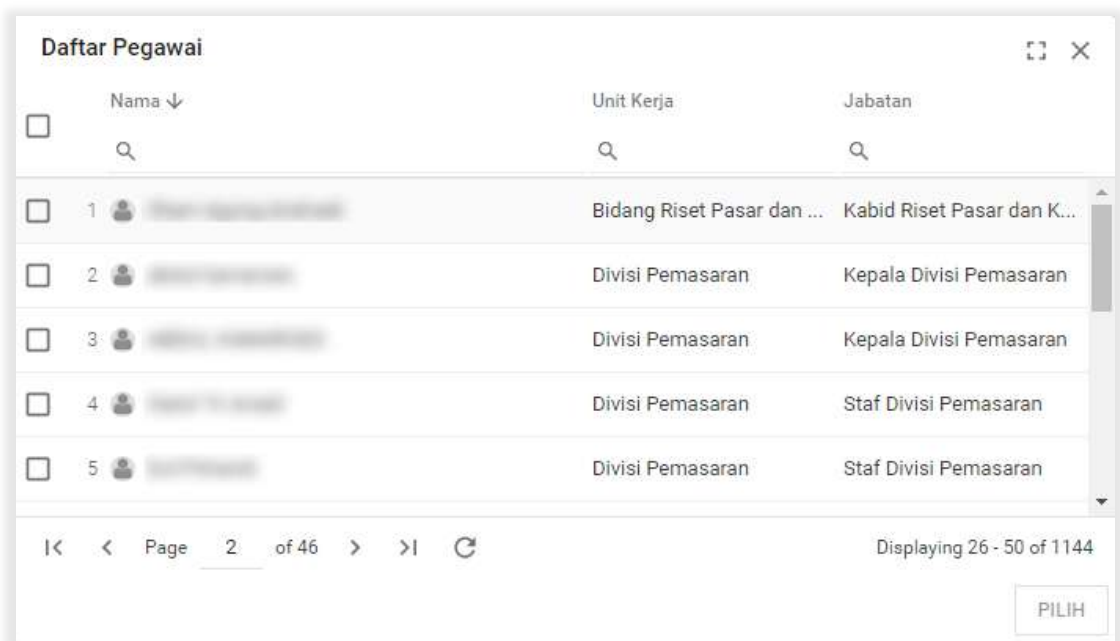 Daftar Pegawai
Nama Unit Kerja Jabatan
1 Bidang Riset Pasar dan ... Kabid Riset Pasar dan K...
2 Divisi Pemasaran Kepala Divisi Pemasaran
3 Divisi Pemasaran Kepala Divisi Pemasaran
4 Divisi Pemasaran Staf Divisi Pemasaran
5 Divisi Pemasaran Staf Divisi Pemasaran
Page 2 of 46 Displaying 26 - 50 of 1144
PILIH